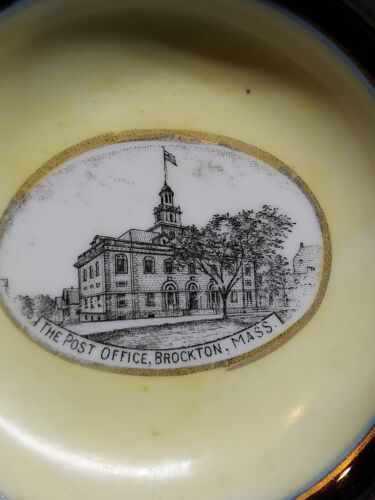 THE POST OFFICE, BROCKTON, MASS.